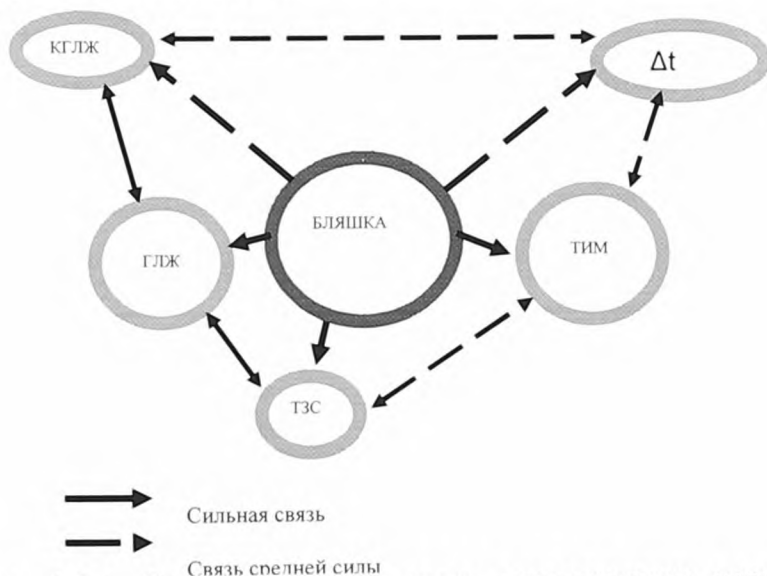 КГЛЖ
Δt
БЛЯШКА
ГЛЖ
ТИМ
ТЗС
Сильная связь
Связь средней силы